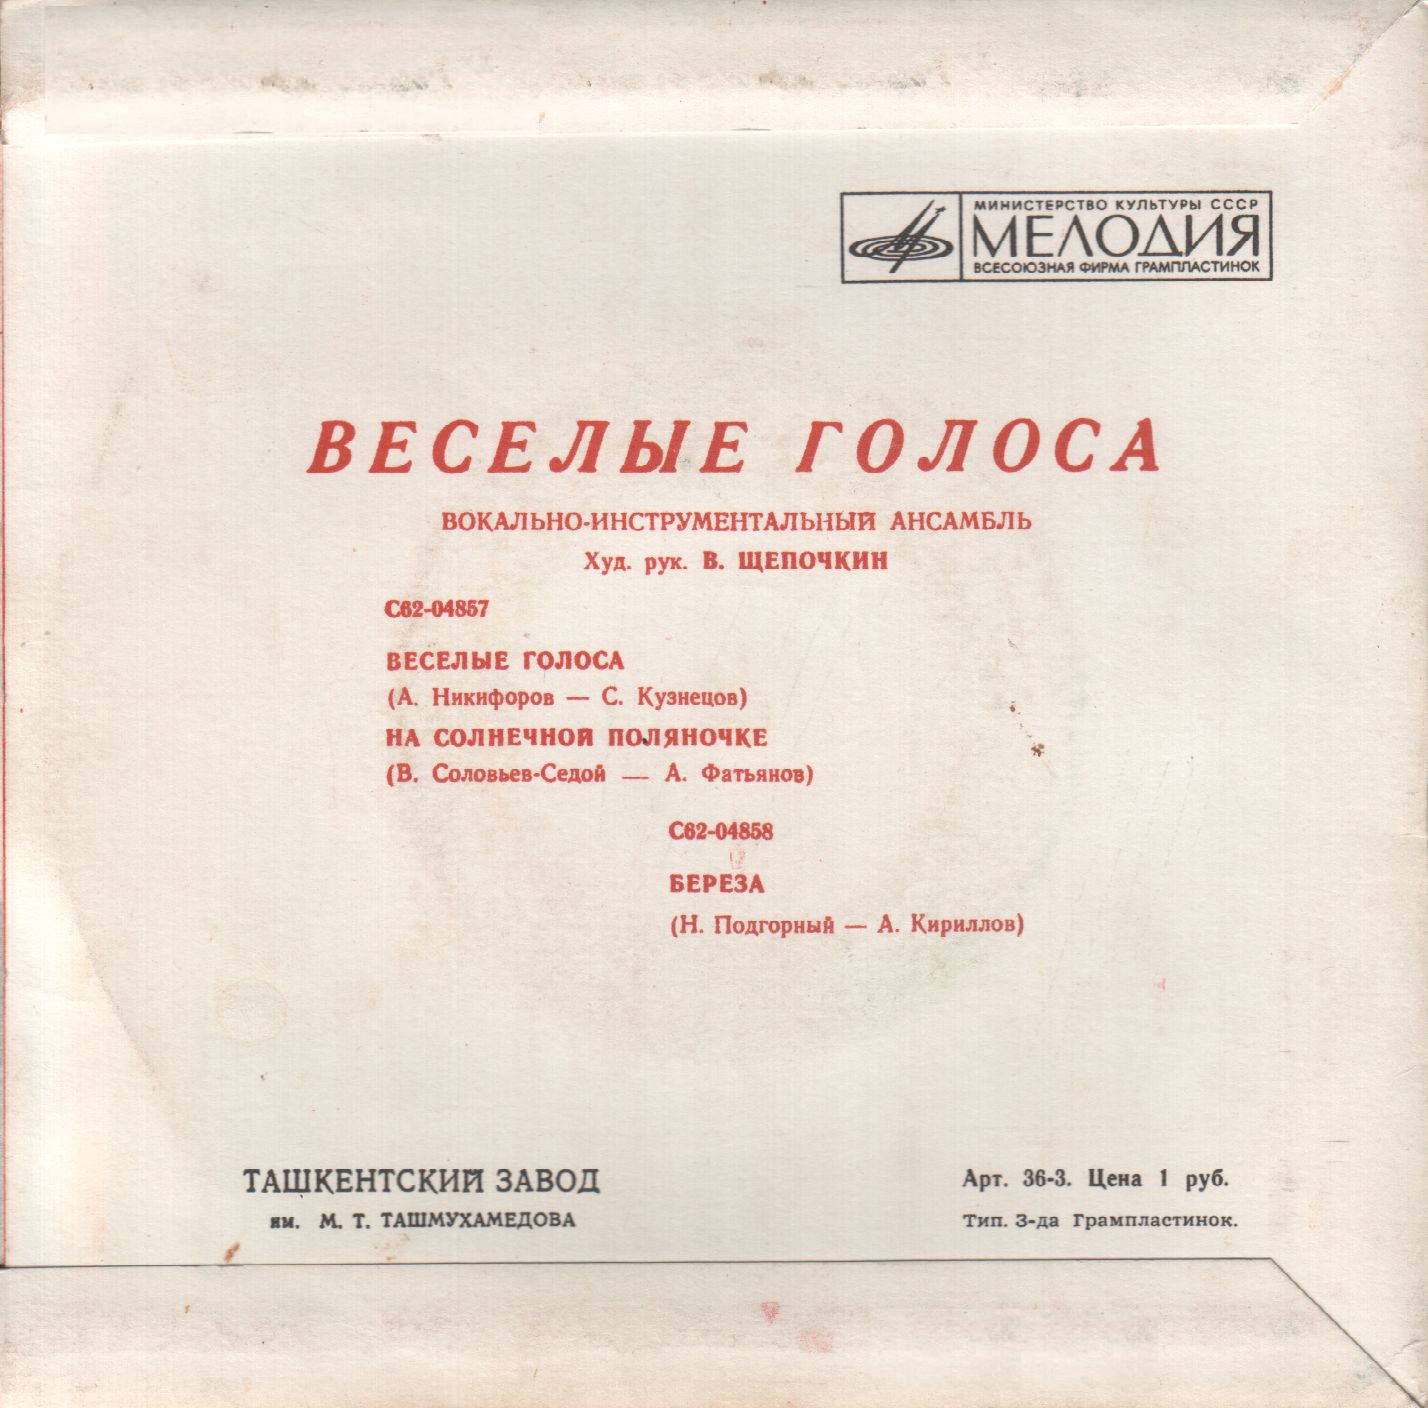 МИНИСТЕРСТВО КУЛЬТУРЫ СССР
МЕЛОДИЯ
ВСЕСОЮЗНАЯ ФИРМА ГРАМПЛАСТИНОК
ВЕСЕЛЫЕ ГОЛОСА
ВОКАЛЬНО-ИНСТРУМЕНТАЛЬНЫЙ АНСАМБЛЬ
Худ. рук. В. ЩЕПОЧКИН
С62-04857
ВЕСЕЛЫЕ ГОЛОСА
(А. Никифоров — С. Кузнецов)
НА СОЛНЕЧНОЙ ПОЛЯНОЧКЕ
(В. Соловьев-Седой — А. Фатьянов)
С62-04858
БЕРЕЗА
(Н. Подгорный — А. Кириллов)
ТАШКЕНТСКИЙ ЗАВОД
им. М. Т. ТАШМУХАМЕДОВА
Арт. 36-3. Цена 1 руб.
Тип. З-да Грампластинок.